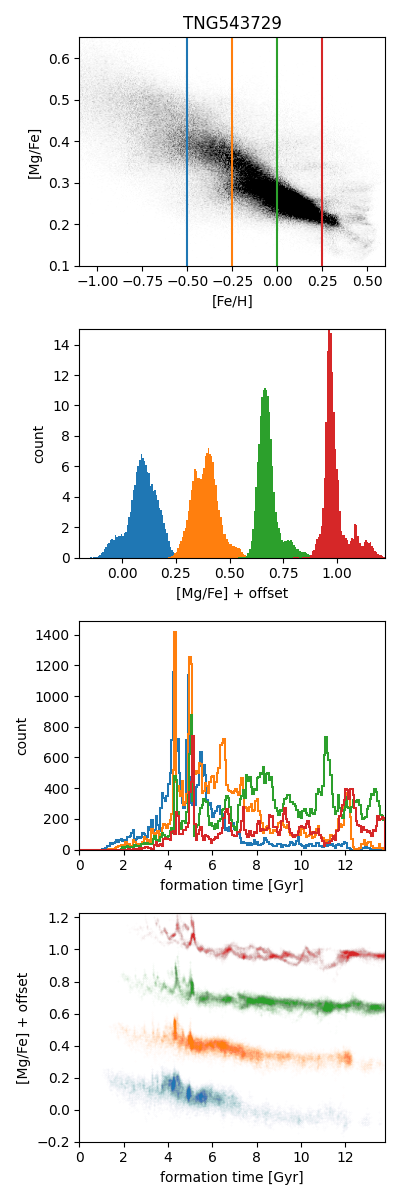 TNG543729
0.6
0.5
0.4
0.3
0.2
0.1
[Mg/Fe]
−1.00 −0.75 −0.50 −0.25 0.00 0.25 0.50
[Fe/H]
14
12
10
8
6
4
2
0
count
0.00 0.25 0.50 0.75 1.00
[Mg/Fe] + offset
1400
1200
1000
800
600
400
200
0
count
0 2 4 6 8 10 12
formation time [Gyr]
1.2
1.0
0.8
0.6
0.4
0.2
0.0
−0.2
[Mg/Fe] + offset
0 2 4 6 8 10 12
formation time [Gyr]